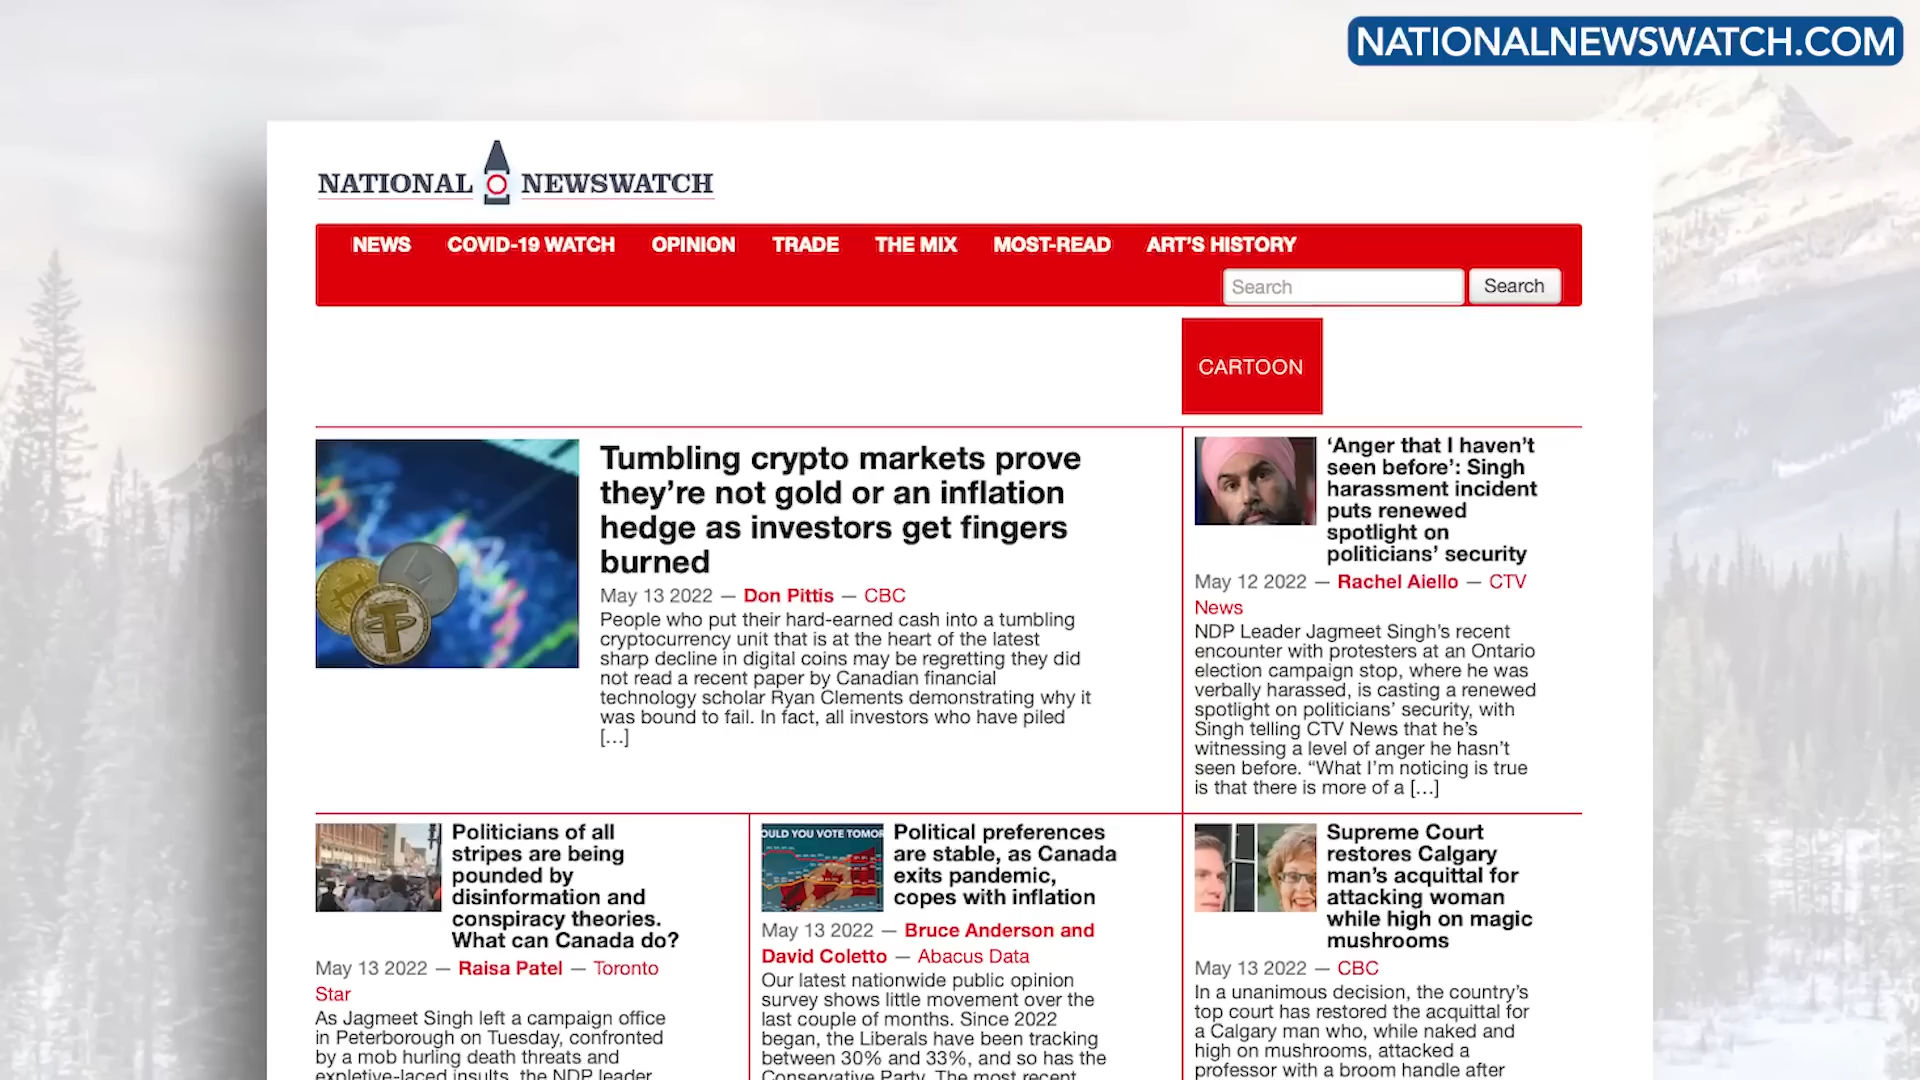 NATIONALNEWSWATCH.COM
NATIONAL NEWSWATCH
NEWS COVID-19 WATCH OPINION TRADE THE MIX MOST-READ ART'S HISTORY
Search Search
CARTOON
Tumbling crypto markets prove
they're not gold or an inflation
hedge as investors get fingers
burned
May 13 2022 — Don Pittis — CBC
People who put their hard-earned cash into a tumbling
cryptocurrency unit that is at the heart of the latest
sharp decline in digital coins may be regretting they did
not read a recent paper by Canadian financial
technology scholar Ryan Clements demonstrating why it
was bound to fail. In fact, all investors who have piled
[…]
‘Anger that I haven’t
seen before’: Singh
harassment incident
puts renewed
spotlight on
politicians’ security
May 12 2022 — Rachel Aiello — CTV
News
NDP Leader Jagmeet Singh’s recent
encounter with protesters at an Ontario
election campaign stop, where he was
verbally harassed, is casting a renewed
spotlight on politicians’ security, with
Singh telling CTV News that he’s
witnessing a level of anger he hasn’t
seen before. “What I’m noticing is true
is that there is more of a […]
Politicians of all
stripes are being
pounded by
disinformation and
conspiracy theories.
What can Canada do?
May 13 2022 — Raisa Patel — Toronto
Star
As Jagmeet Singh left a campaign office
in Peterborough on Tuesday, confronted
by a mob hurling death threats and
expletive-laced insults, the NDP leader
OULD YOU VOTE TOMOR
Political preferences
are stable, as Canada
exits pandemic,
copes with inflation
May 13 2022 — Bruce Anderson and
David Coletto — Abacus Data
Our latest nationwide public opinion
survey shows little movement over the
last couple of months. Since 2022
began, the Liberals have been tracking
between 30% and 33%, and so has the
Conservative Party. The most recent
Supreme Court
restores Calgary
man’s acquittal for
attacking woman
while high on magic
mushrooms
May 13 2022 — CBC
In a unanimous decision, the country’s
top court has restored the acquittal for
a Calgary man who, while naked and
high on mushrooms, attacked a
professor with a broom handle after